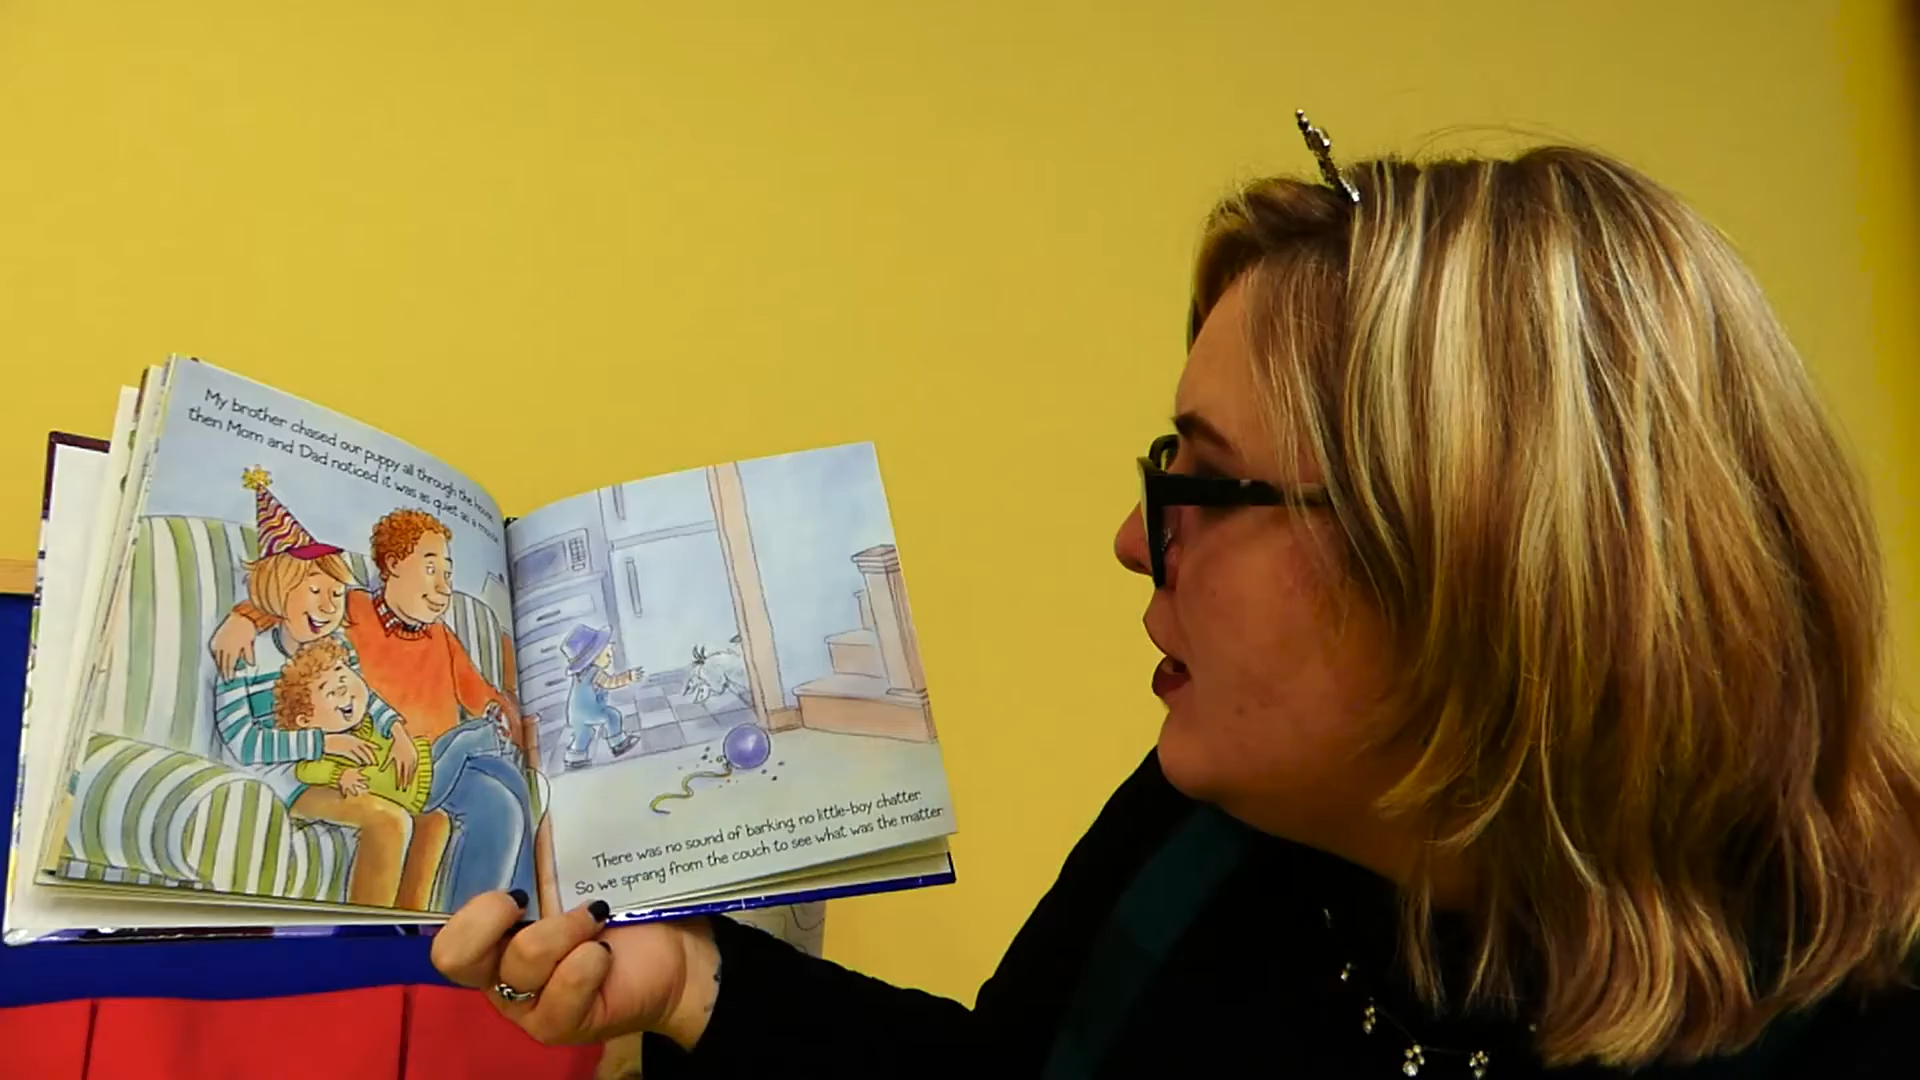 My brother chased our puppy all through the house,
then Mom and Dad noticed it was as quiet as a mouse.
There was no sound of barking, no little-boy chatter.
So we sprang from the couch to see what was the matter.